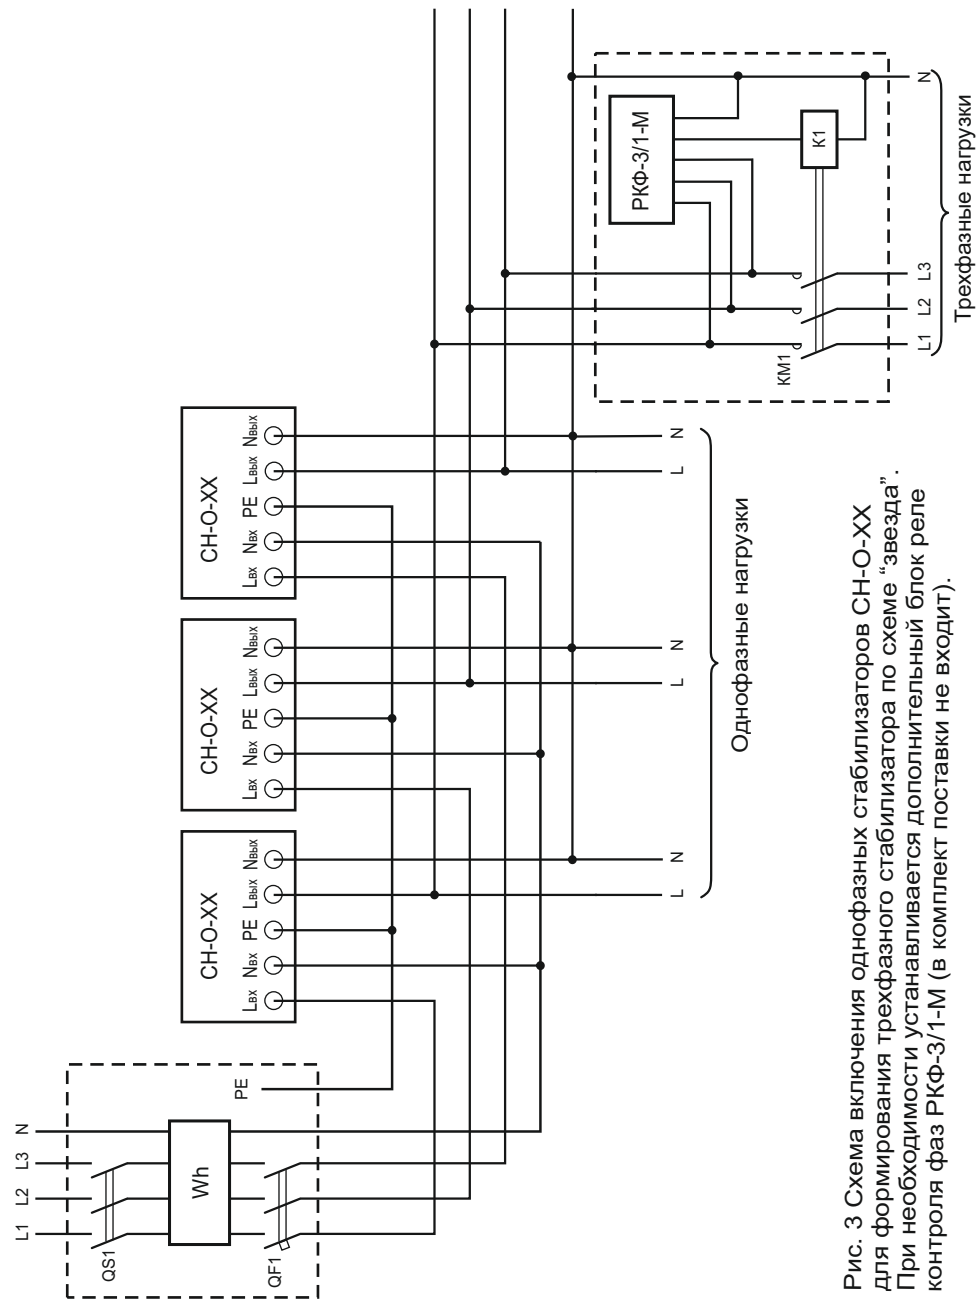 L1
L2
L3
N
QS1
Wh
QF1
PE
СН-О-ХХ
Lвх
Nвх
PE
Lвых
Nвых
СН-О-ХХ
Lвх
Nвх
PE
Lвых
Nвых
СН-О-ХХ
Lвх
Nвх
PE
Lвых
Nвых
L
N
L
N
L
N
Однофазные нагрузки
РКФ-3/1-М
К1
КМ1
L1
L2
L3
N
Трехфазные нагрузки
Рис. 3 Схема включения однофазных стабилизаторов СН-О-ХХ
для формирования трехфазного стабилизатора по схеме “звезда”.
При необходимости устанавливается дополнительный блок реле
контроля фаз РКФ-3/1-М (в комплект поставки не входит).